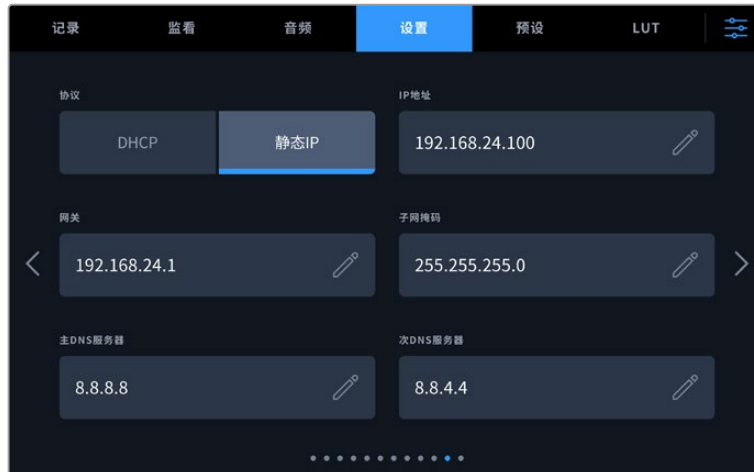 记录 监看 音频 设置 预设 LUT
协议 IP地址
DHCP 静态IP 192.168.24.100
网关 子网掩码
192.168.24.1 255.255.255.0
主DNS服务器 次DNS服务器
8.8.8.8 8.8.4.4